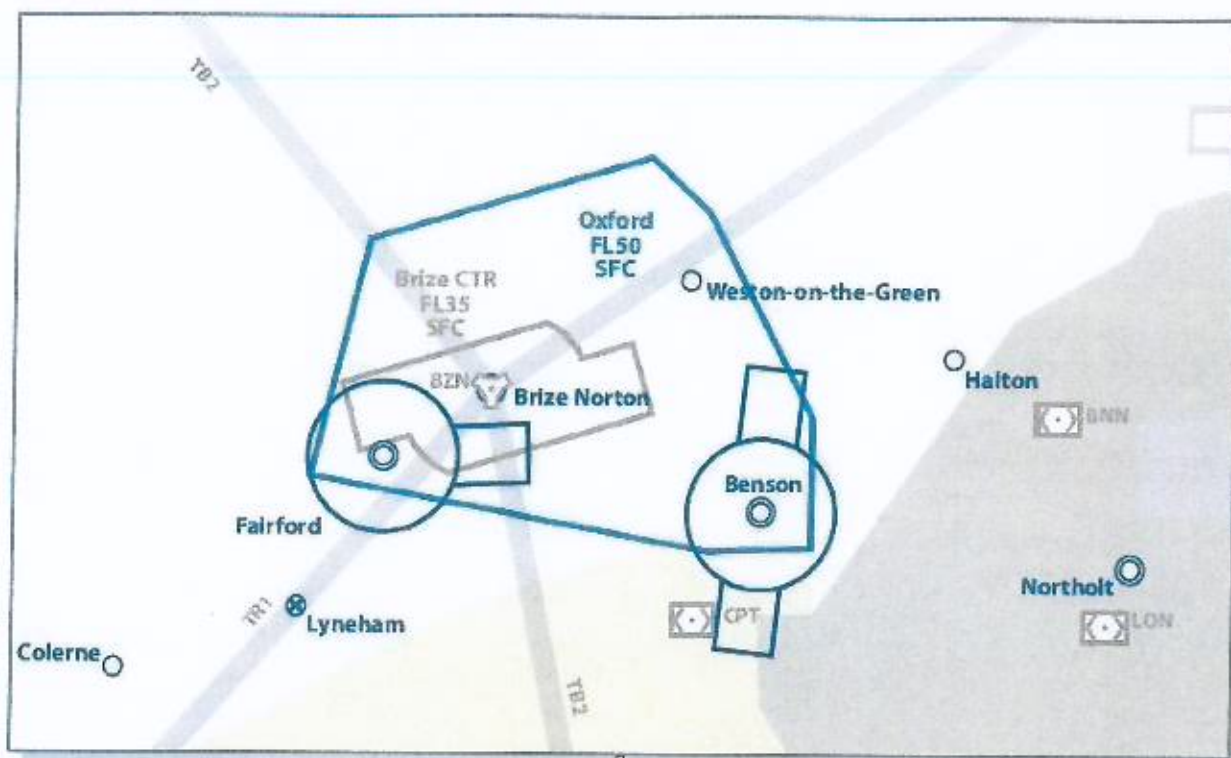 TB2
Oxford
FL50
SFC
Brize CTR
FL35
SFC
Weston-on-the-Green
BZN
Brize Norton
Halton
BNN
Benson
Fairford
Northolt
TR1
Lyneham
CPT
LON
Colerne
TB2